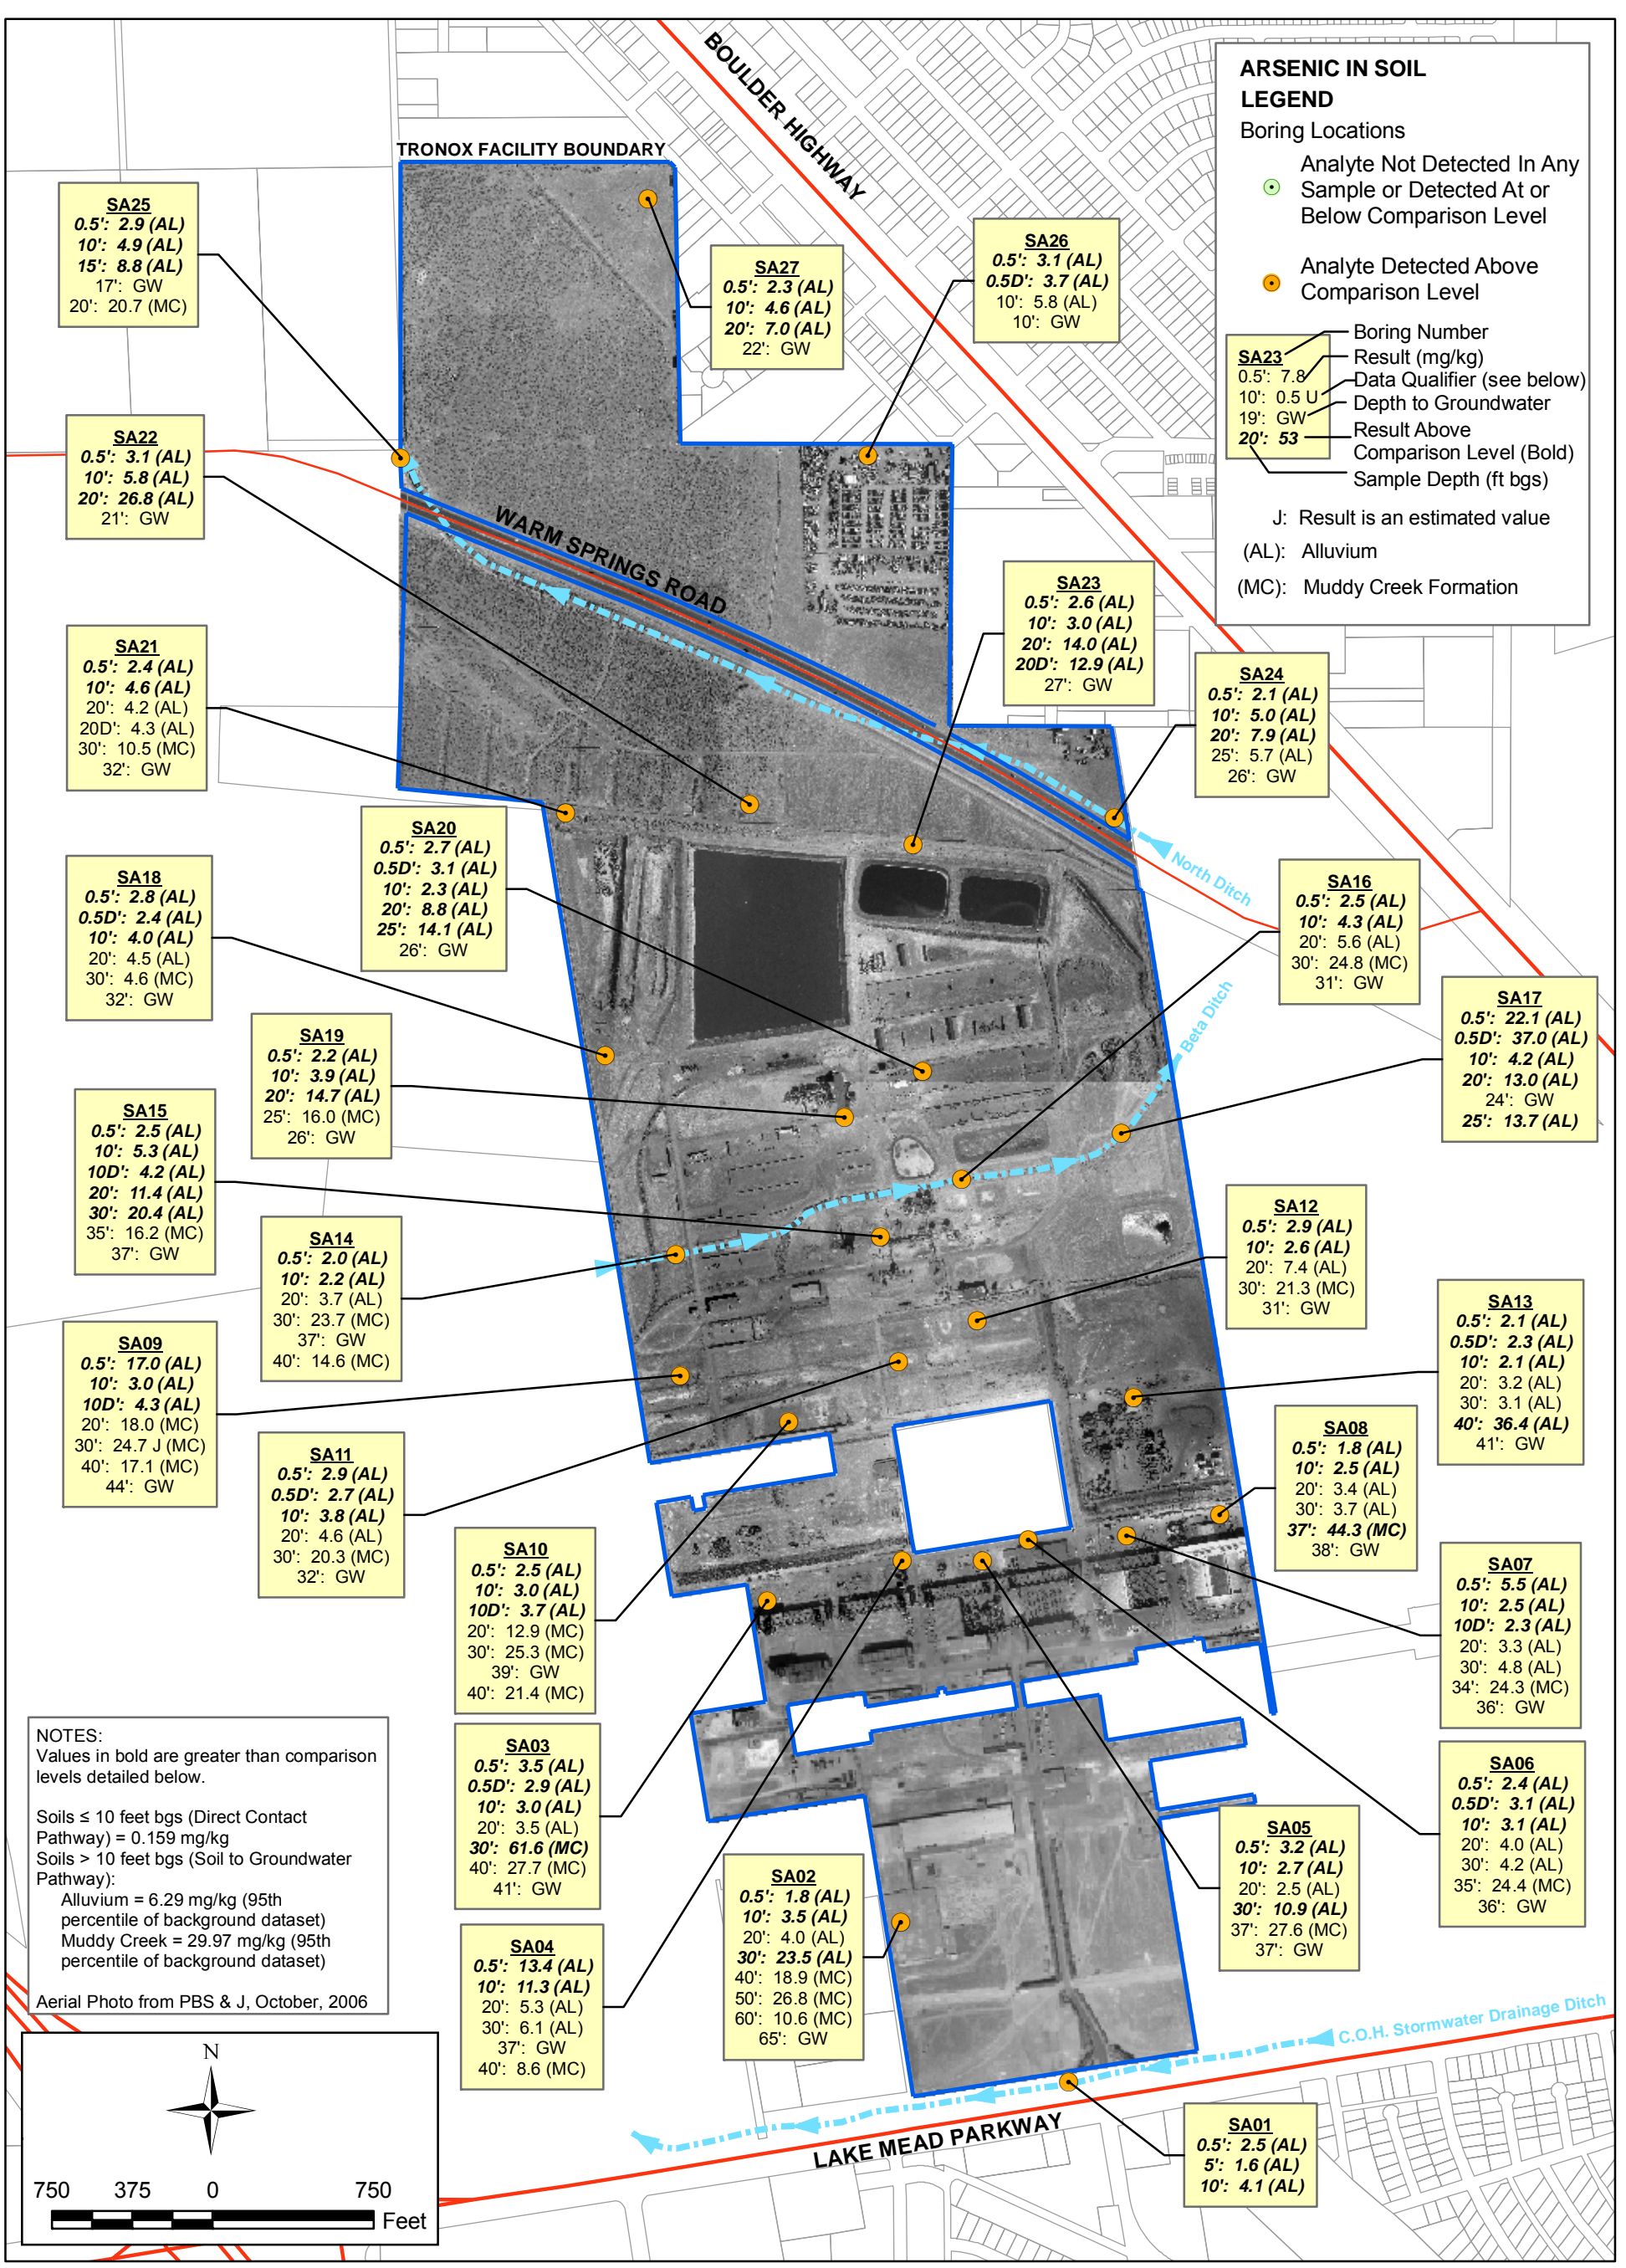 BOULDER HIGHWAY
TRONOX FACILITY BOUNDARY
ARSENIC IN SOIL
LEGEND
Boring Locations
Analyte Not Detected In Any
Sample or Detected At or
Below Comparison Level
Analyte Detected Above
Comparison Level
SA23
0.5': 7.8
10': 0.5 U
19': GW
20': 53
Boring Number
Result (mg/kg)
Data Qualifier (see below)
Depth to Groundwater
Result Above
Comparison Level (Bold)
Sample Depth (ft bgs)
J: Result is an estimated value
(AL): Alluvium
(MC): Muddy Creek Formation
SA25
0.5': 2.9 (AL)
10': 4.9 (AL)
15': 8.8 (AL)
17': GW
20': 20.7 (MC)
SA27
0.5': 2.3 (AL)
10': 4.6 (AL)
20': 7.0 (AL)
22': GW
SA26
0.5': 3.1 (AL)
0.5D': 3.7 (AL)
10': 5.8 (AL)
10': GW
SA22
0.5': 3.1 (AL)
10': 5.8 (AL)
20': 26.8 (AL)
21': GW
WARM SPRINGS ROAD
SA23
0.5': 2.6 (AL)
10': 3.0 (AL)
20': 14.0 (AL)
20D': 12.9 (AL)
27': GW
SA21
0.5': 2.4 (AL)
10': 4.6 (AL)
20': 4.2 (AL)
20D': 4.3 (AL)
30': 10.5 (MC)
32': GW
SA24
0.5': 2.1 (AL)
10': 5.0 (AL)
20': 7.9 (AL)
25': 5.7 (AL)
26': GW
North Ditch
SA20
0.5': 2.7 (AL)
0.5D': 3.1 (AL)
10': 2.3 (AL)
20': 8.8 (AL)
25': 14.1 (AL)
26': GW
SA18
0.5': 2.8 (AL)
0.5D': 2.4 (AL)
10': 4.0 (AL)
20': 4.5 (AL)
30': 4.6 (MC)
32': GW
SA16
0.5': 2.5 (AL)
10': 4.3 (AL)
20': 5.6 (AL)
30': 24.8 (MC)
31': GW
SA17
0.5': 22.1 (AL)
0.5D': 37.0 (AL)
10': 4.2 (AL)
20': 13.0 (AL)
24': GW
25': 13.7 (AL)
Beta Ditch
SA19
0.5': 2.2 (AL)
10': 3.9 (AL)
20': 14.7 (AL)
25': 16.0 (MC)
26': GW
SA15
0.5': 2.5 (AL)
10': 5.3 (AL)
10D': 4.2 (AL)
20': 11.4 (AL)
30': 20.4 (AL)
35': 16.2 (MC)
37': GW
SA14
0.5': 2.0 (AL)
10': 2.2 (AL)
20': 3.7 (AL)
30': 23.7 (MC)
37': GW
40': 14.6 (MC)
SA12
0.5': 2.9 (AL)
10': 2.6 (AL)
20': 7.4 (AL)
30': 21.3 (MC)
31': GW
SA13
0.5': 2.1 (AL)
0.5D': 2.3 (AL)
10': 2.1 (AL)
20': 3.2 (AL)
30': 3.1 (AL)
40': 36.4 (AL)
41': GW
SA09
0.5': 17.0 (AL)
10': 3.0 (AL)
10D': 4.3 (AL)
20': 18.0 (MC)
30': 24.7 J (MC)
40': 17.1 (MC)
44': GW
SA11
0.5': 2.9 (AL)
0.5D': 2.7 (AL)
10': 3.8 (AL)
20': 4.6 (AL)
30': 20.3 (MC)
32': GW
SA08
0.5': 1.8 (AL)
10': 2.5 (AL)
20': 3.4 (AL)
30': 3.7 (AL)
37': 44.3 (MC)
38': GW
SA10
0.5': 2.5 (AL)
10': 3.0 (AL)
10D': 3.7 (AL)
20': 12.9 (MC)
30': 25.3 (MC)
39': GW
40': 21.4 (MC)
SA07
0.5': 5.5 (AL)
10': 2.5 (AL)
10D': 2.3 (AL)
20': 3.3 (AL)
30': 4.8 (AL)
34': 24.3 (MC)
36': GW
SA03
0.5': 3.5 (AL)
0.5D': 2.9 (AL)
10': 3.0 (AL)
20': 3.5 (AL)
30': 61.6 (MC)
40': 27.7 (MC)
41': GW
SA06
0.5': 2.4 (AL)
0.5D': 3.1 (AL)
10': 3.1 (AL)
20': 4.0 (AL)
30': 4.2 (AL)
35': 24.4 (MC)
36': GW
SA05
0.5': 3.2 (AL)
10': 2.7 (AL)
20': 2.5 (AL)
30': 10.9 (AL)
37': 27.6 (MC)
37': GW
SA02
0.5': 1.8 (AL)
10': 3.5 (AL)
20': 4.0 (AL)
30': 23.5 (AL)
40': 18.9 (MC)
50': 26.8 (MC)
60': 10.6 (MC)
65': GW
SA04
0.5': 13.4 (AL)
10': 11.3 (AL)
20': 5.3 (AL)
30': 6.1 (AL)
37': GW
40': 8.6 (MC)
NOTES:
Values in bold are greater than comparison
levels detailed below.
Soils ≤ 10 feet bgs (Direct Contact
Pathway) = 0.159 mg/kg
Soils > 10 feet bgs (Soil to Groundwater
Pathway):
Alluvium = 6.29 mg/kg (95th
percentile of background dataset)
Muddy Creek = 29.97 mg/kg (95th
percentile of background dataset)
Aerial Photo from PBS & J, October, 2006
C.O.H. Stormwater Drainage Ditch
LAKE MEAD PARKWAY
SA01
0.5': 2.5 (AL)
5': 1.6 (AL)
10': 4.1 (AL)
N
750 375 0 750
Feet